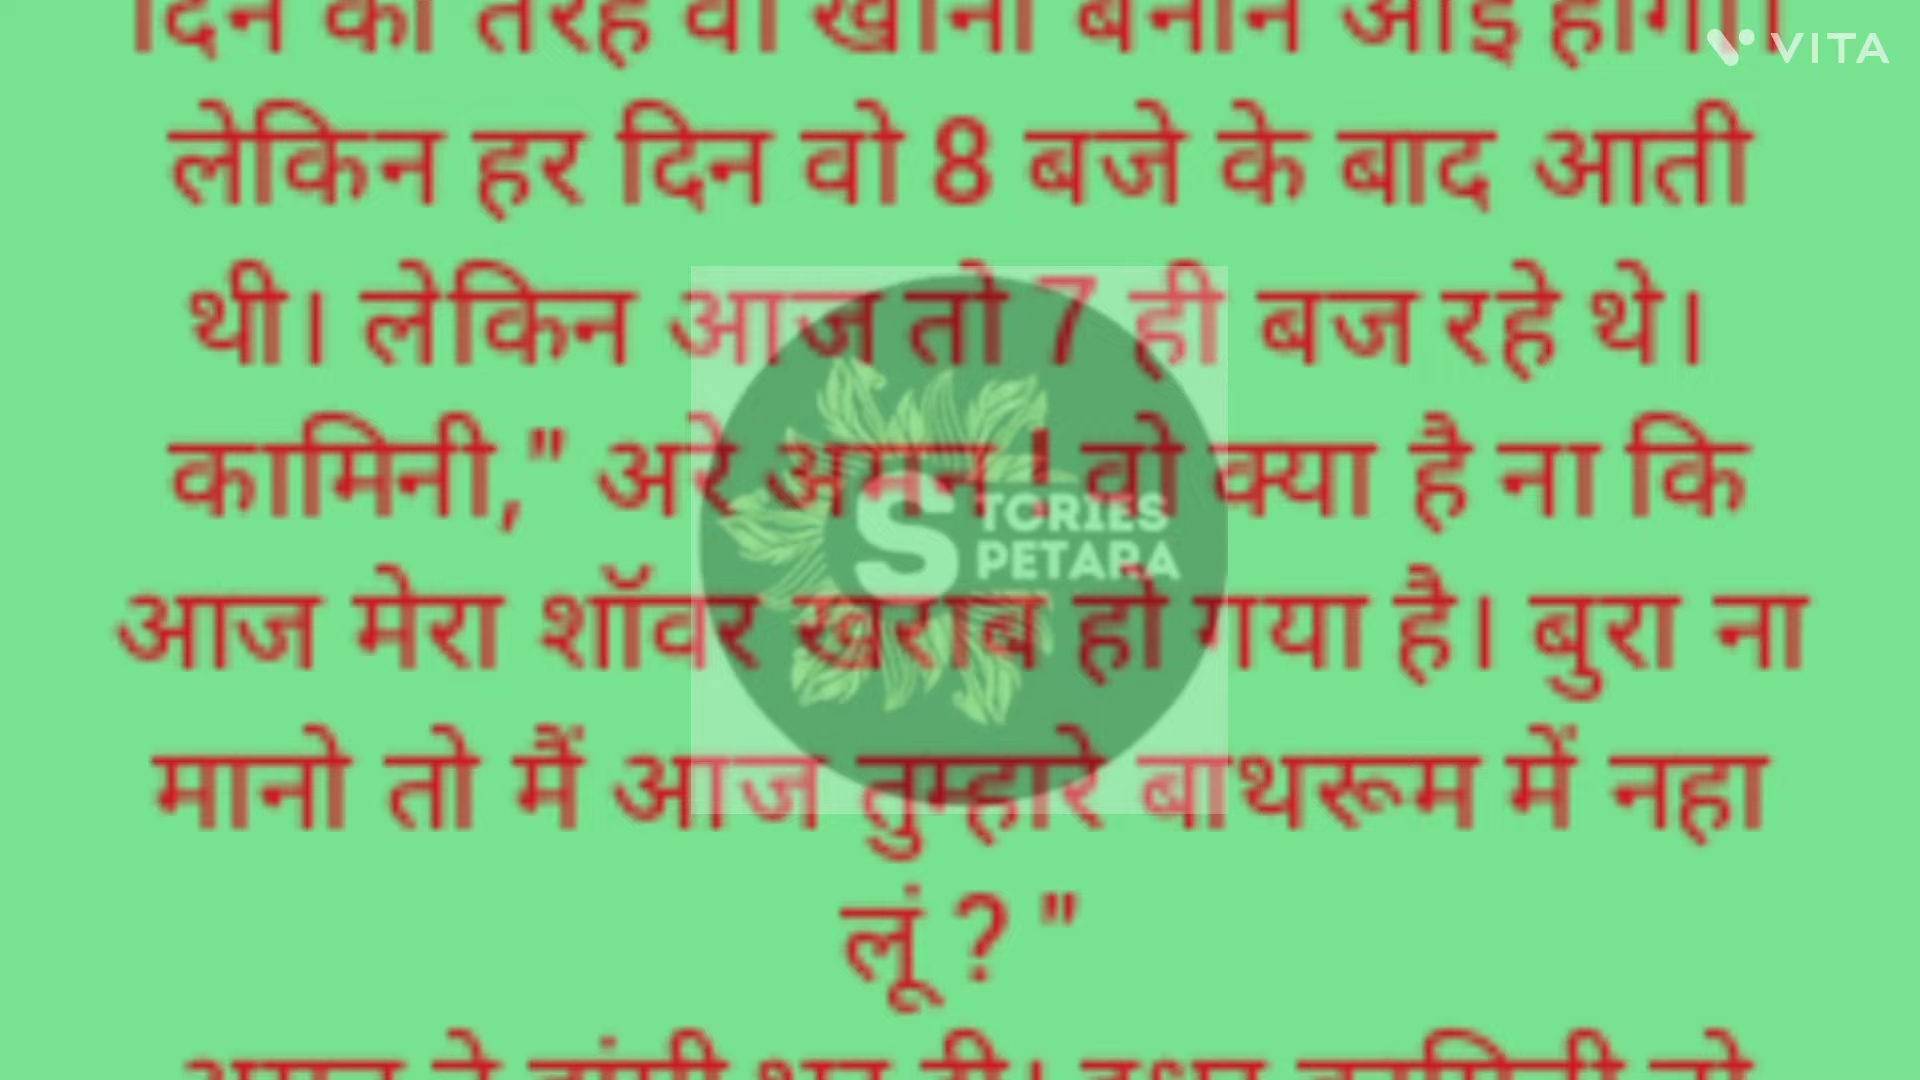 दिन की तरह वो खाना बनाने आई होगी।
VITA
लेकिन हर दिन वो 8 बजे के बाद आती
थी। लेकिन आज तो 7 ही बज रहे थे।
कामिनी," अरे अमन ! वो क्या है ना कि
STORIES
PETARA
आज मेरा शॉवर खराब हो गया है। बुरा ना
मानो तो मैं आज तुम्हारे बाथरूम में नहा
लूं ? "